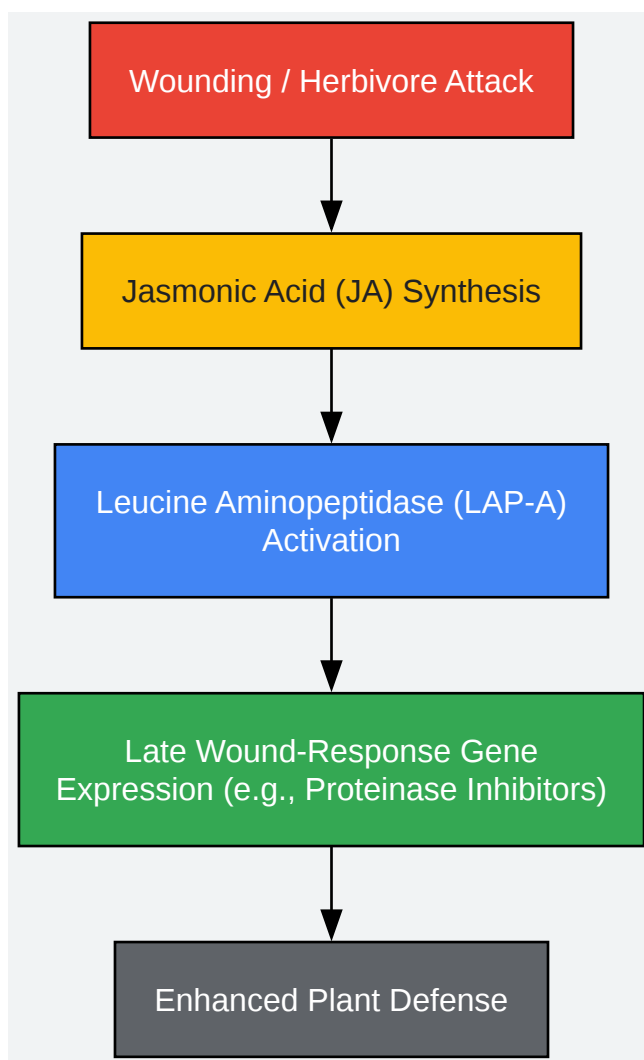 Wounding / Herbivore Attack
Jasmonic Acid (JA) Synthesis
Leucine Aminopeptidase (LAP-A)
Activation
Late Wound-Response Gene
Expression (e.g., Proteinase Inhibitors)
Enhanced Plant Defense